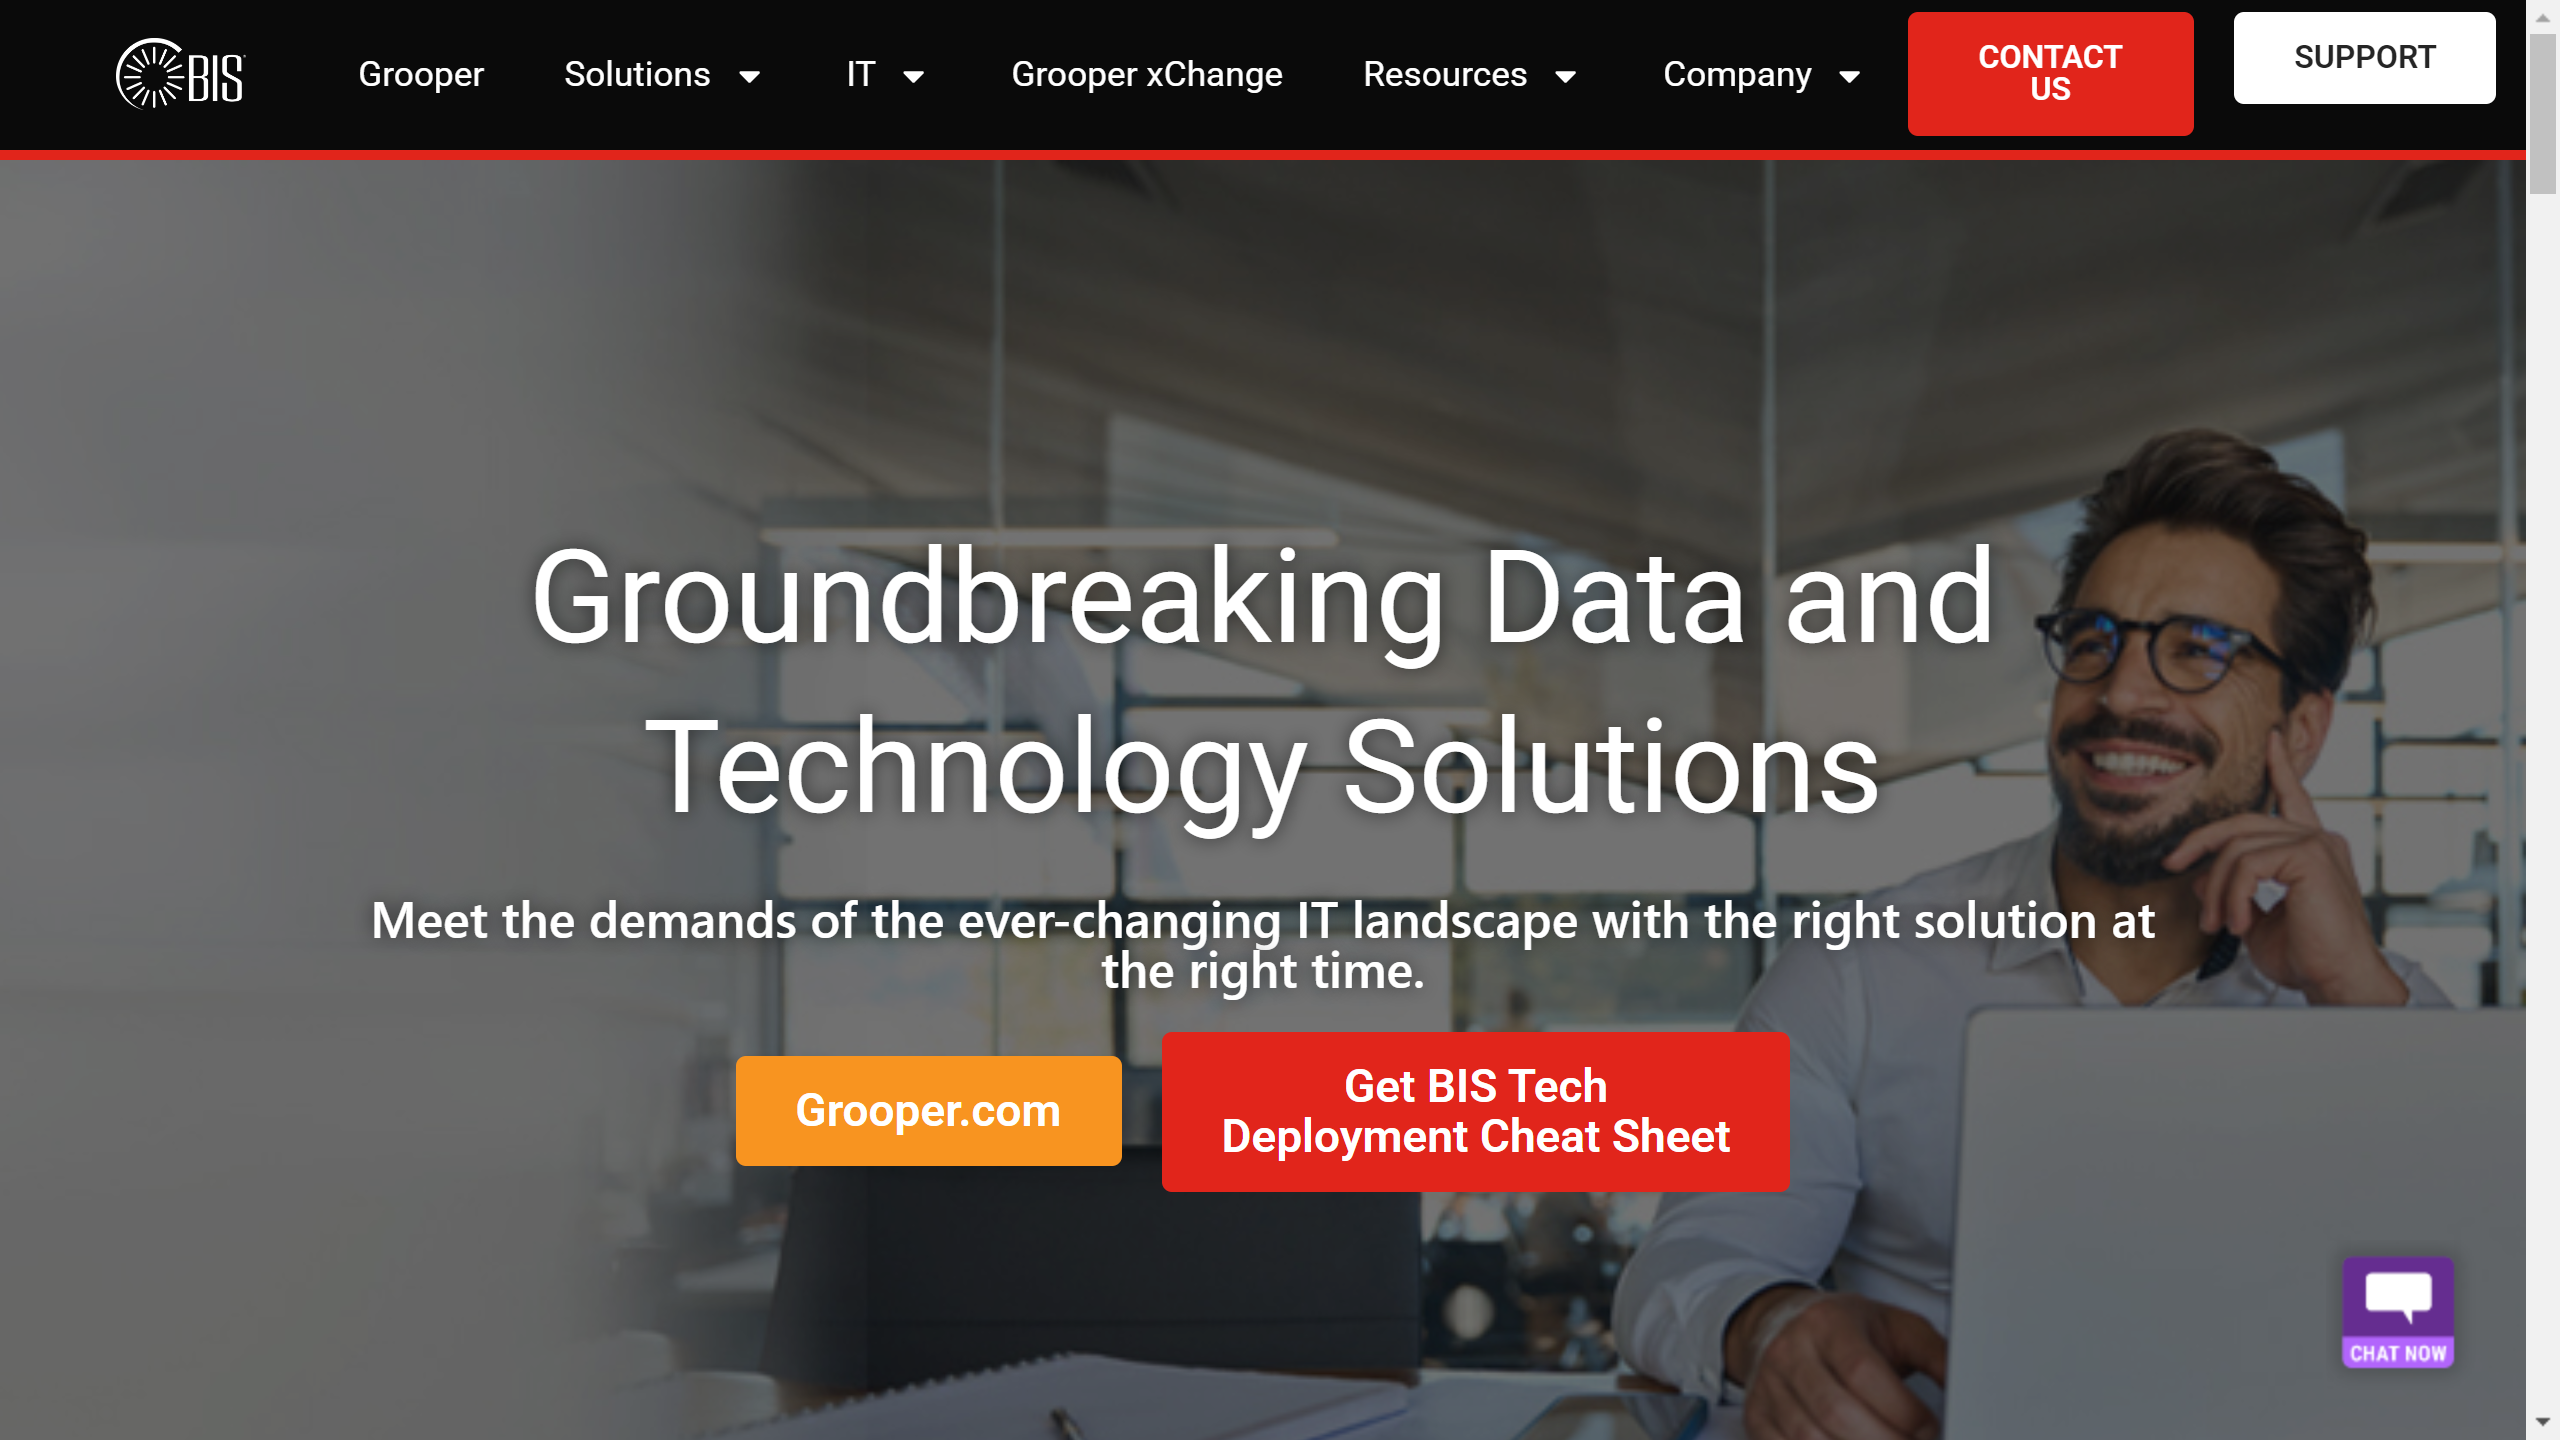 BIS
Grooper
Solutions
IT
Grooper xChange
Resources
Company
CONTACT
US
SUPPORT
Groundbreaking Data and
Technology Solutions
Meet the demands of the ever-changing IT landscape with the right solution at
the right time.
Grooper.com
Get BIS Tech
Deployment Cheat Sheet
CHAT NOW